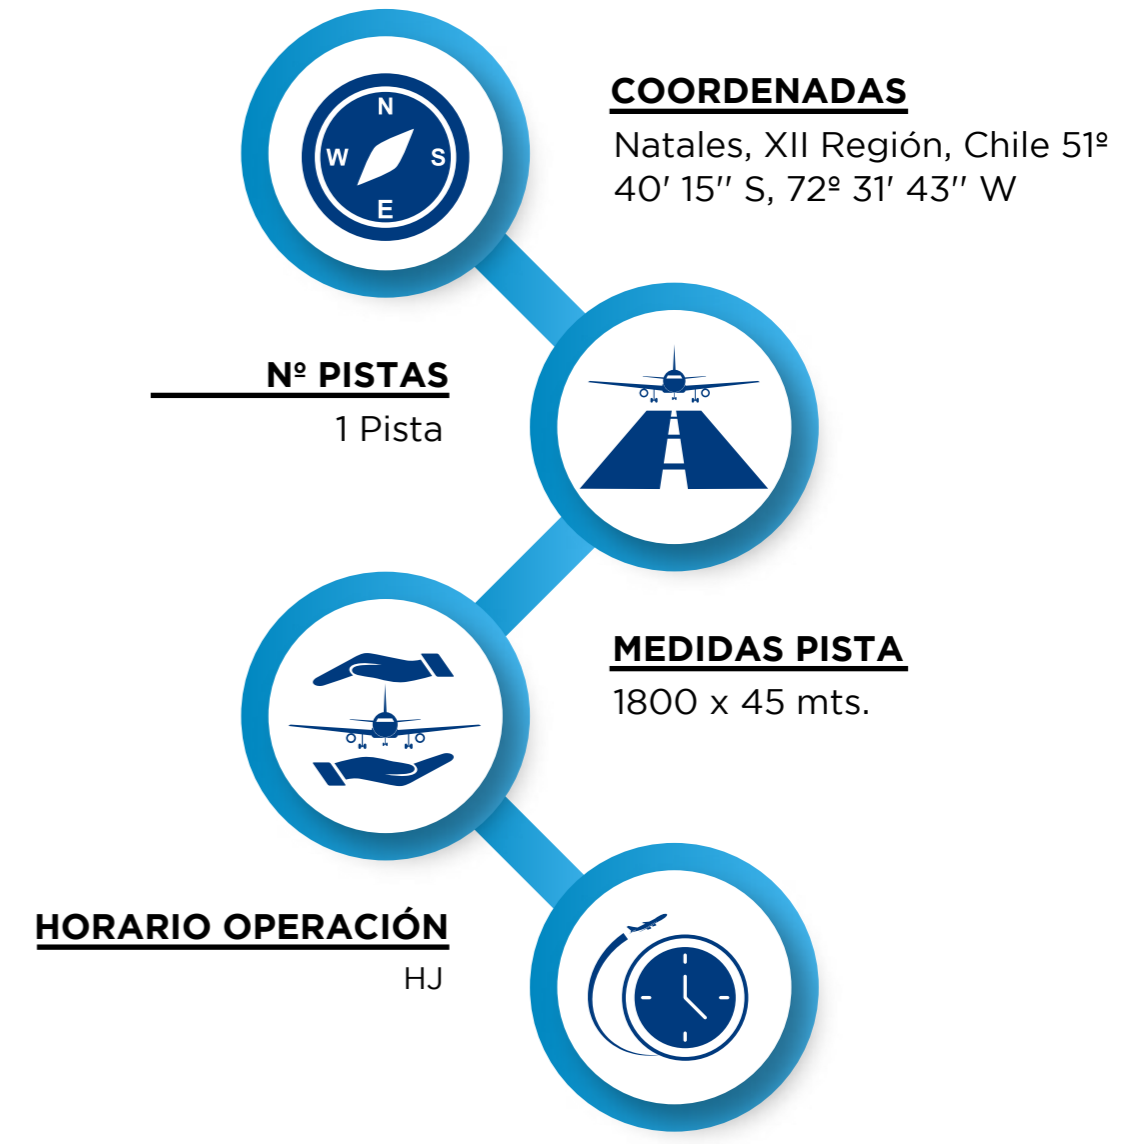 N
W S
E
COORDENADAS
Natales, XII Región, Chile 51º
40' 15'' S, 72º 31' 43'' W
Nº PISTAS
1 Pista
MEDIDAS PISTA
1800 x 45 mts.
HORARIO OPERACIÓN
HJ